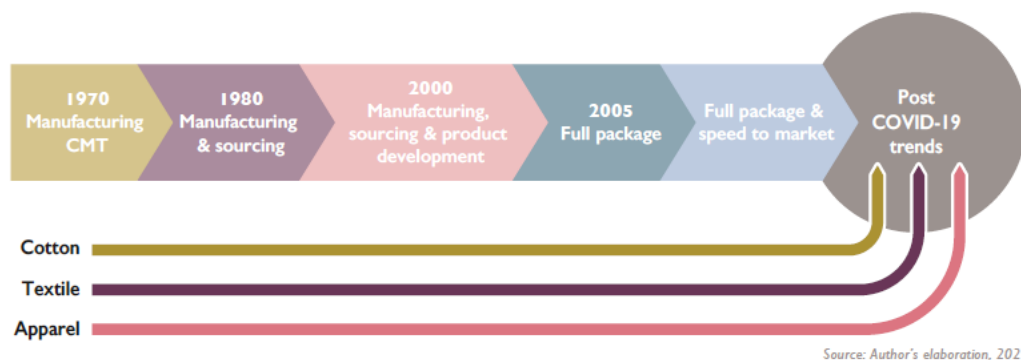 1970
Manufacturing
CMT
1980
Manufacturing
& sourcing
2000
Manufacturing,
sourcing & product
development
2005
Full package
Full package &
speed to market
Post
COVID-19
trends
Cotton
Textile
Apparel
Source: Author's elaboration, 202